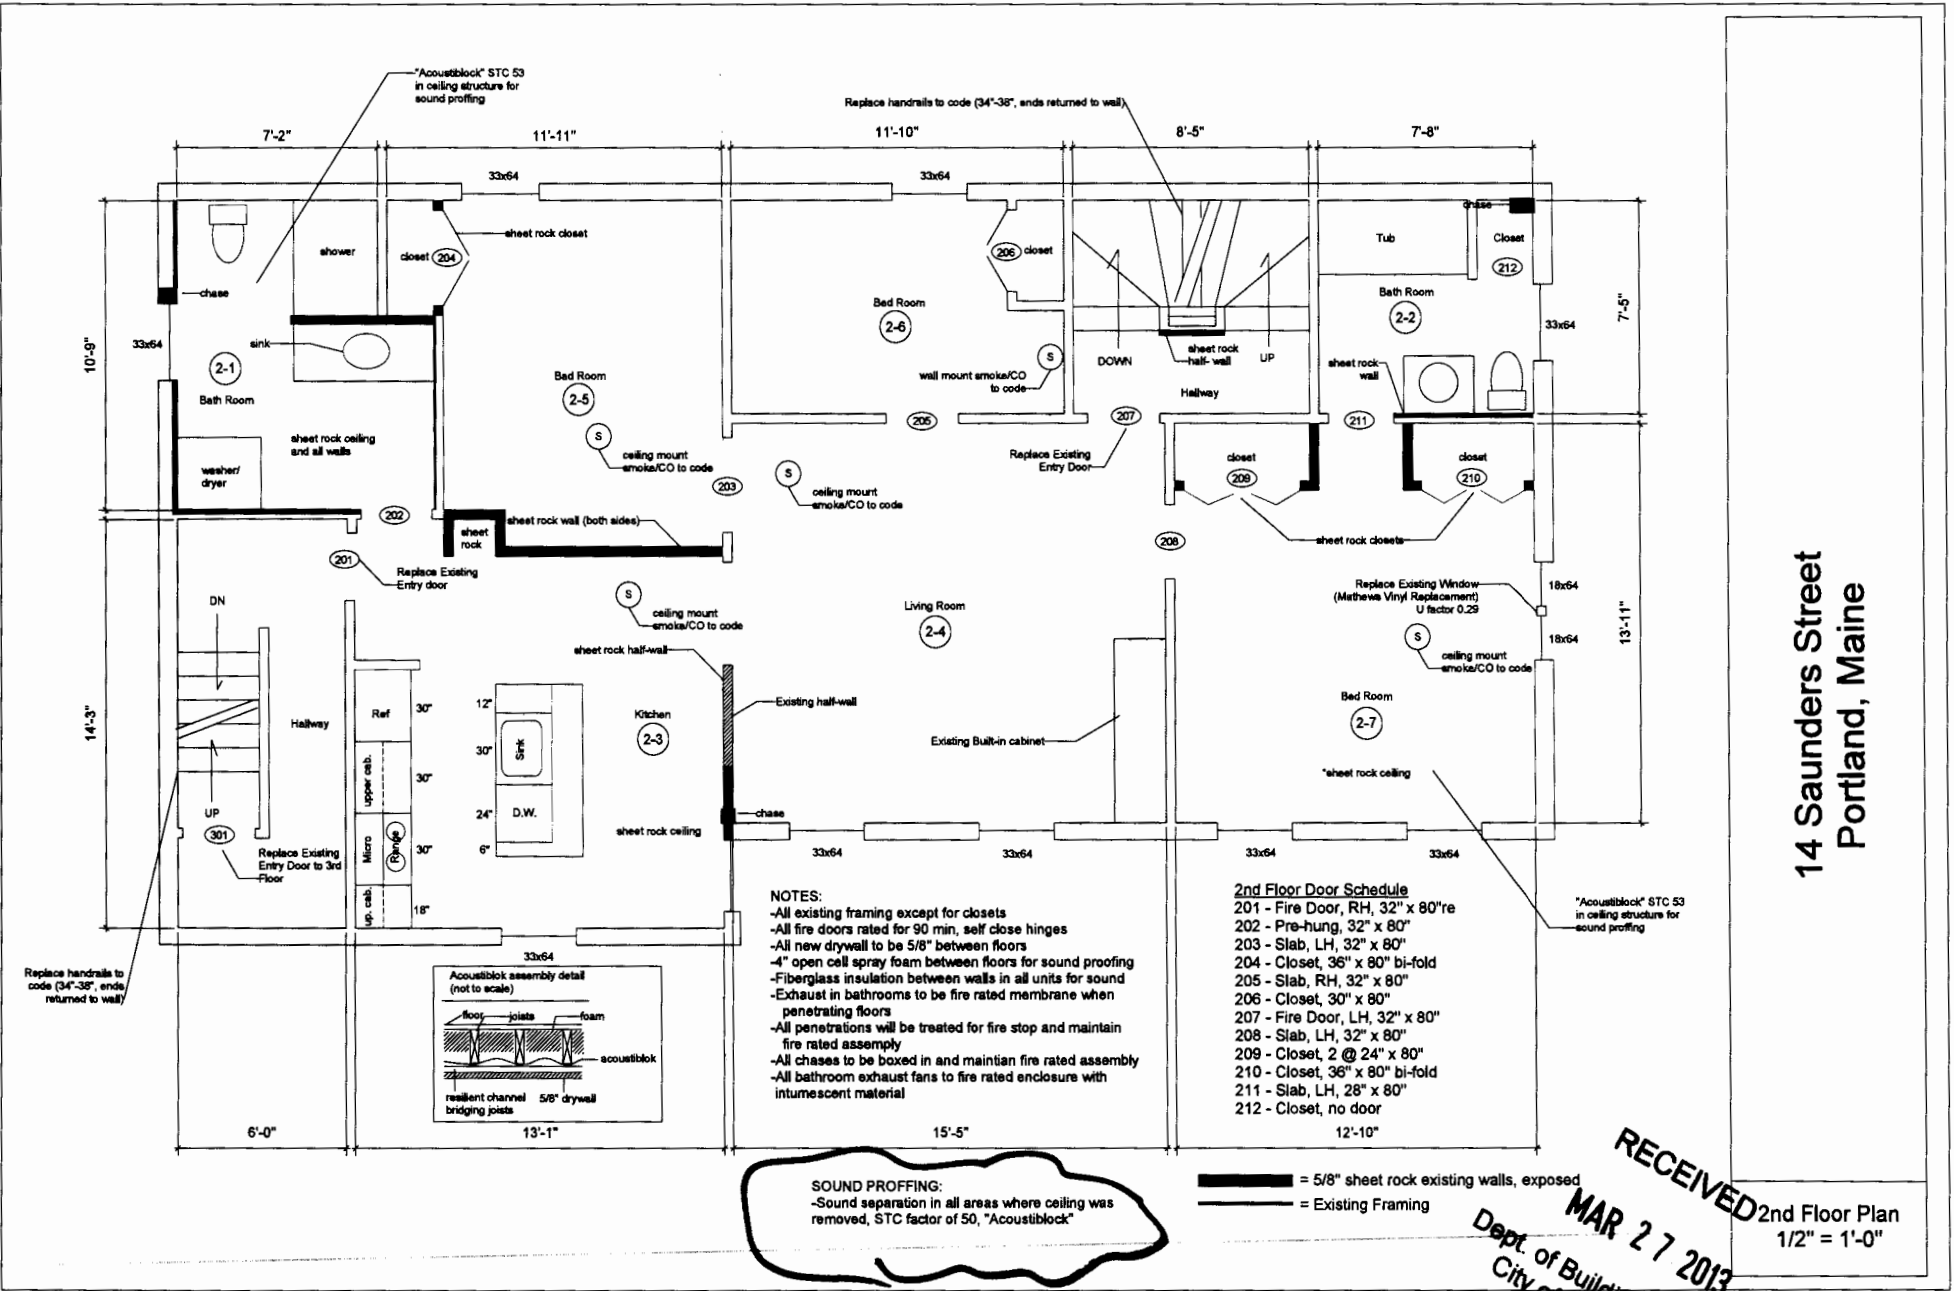 "Acoustiblock" STC 53
in ceiling structure for
sound proffing
Replace handrails to code (34"-38", ends returned to wall)
7'-2"
11'-11"
11'-10"
8'-5"
7'-8"
33x64
33x64
chase
shower
closet
204
sheet rock closet
206
closet
Tub
Closet
212
chase
Bed Room
2-6
Bath Room
2-2
7'-5"
33x64
10'-9"
33x64
sink
2-1
Bath Room
Bed Room
2-5
S
wall mount smoke/CO
to code
DOWN
sheet rock
half- wall
UP
Hallway
sheet rock
wall
sheet rock ceiling
and all walls
washer/
dryer
S
ceiling mount
smoke/CO to code
203
S
ceiling mount
smoke/CO to code
205
207
Replace Existing
Entry Door
211
closet
209
closet
210
202
sheet
rock
sheet rock wall (both sides)
208
sheet rock closets
201
Replace Existing
Entry door
DN
S
ceiling mount
smoke/CO to code
Living Room
2-4
Replace Existing Window
(Mathews Vinyl Replacement)
U factor 0.29
18x64
18x64
S
ceiling mount
smoke/CO to code
13'-11"
sheet rock half-wall
Existing half-wall
14'-3"
Hallway
Ref
30"
12"
Sink
30"
Kitchen
2-3
Existing Built-in cabinet
Bed Room
2-7
*sheet rock ceiling
upper cab.
30"
UP
301
Replace Existing
Entry Door to 3rd
Floor
Micro
Range
30"
24"
D.W.
6"
sheet rock ceiling
chase
up. cab.
18"
33x64
33x64
33x64
33x64
33x64
Replace handrails to
code (34"-38", ends
returned to wall)
"Acoustiblock" STC 53
in ceiling structure for
sound proffing
Acoustiblok assembly detail
(not to scale)
floor
joists
foam
acoustiblok
resilient channel
bridging joists
5/8" drywall
NOTES:
-All existing framing except for closets
-All fire doors rated for 90 min, self close hinges
-All new drywall to be 5/8" between floors
-4" open cell spray foam between floors for sound proofing
-Fiberglass insulation between walls in all units for sound
-Exhaust in bathrooms to be fire rated membrane when
penetrating floors
-All penetrations will be treated for fire stop and maintain
fire rated assemply
-All chases to be boxed in and maintian fire rated assembly
-All bathroom exhaust fans to fire rated enclosure with
intumescent material
2nd Floor Door Schedule
201 - Fire Door, RH, 32" x 80"re
202 - Pre-hung, 32" x 80"
203 - Slab, LH, 32" x 80"
204 - Closet, 36" x 80" bi-fold
205 - Slab, RH, 32" x 80"
206 - Closet, 30" x 80"
207 - Fire Door, LH, 32" x 80"
208 - Slab, LH, 32" x 80"
209 - Closet, 2 @ 24" x 80"
210 - Closet, 36" x 80" bi-fold
211 - Slab, LH, 28" x 80"
212 - Closet, no door
6'-0"
13'-1"
15'-5"
12'-10"
SOUND PROFFING:
-Sound separation in all areas where ceiling was
removed, STC factor of 50, "Acoustiblock"
= 5/8" sheet rock existing walls, exposed
= Existing Framing
RECEIVED
MAR 27 2013
Dept. of Buildi
City
14 Saunders Street
Portland, Maine
2nd Floor Plan
1/2" = 1'-0"